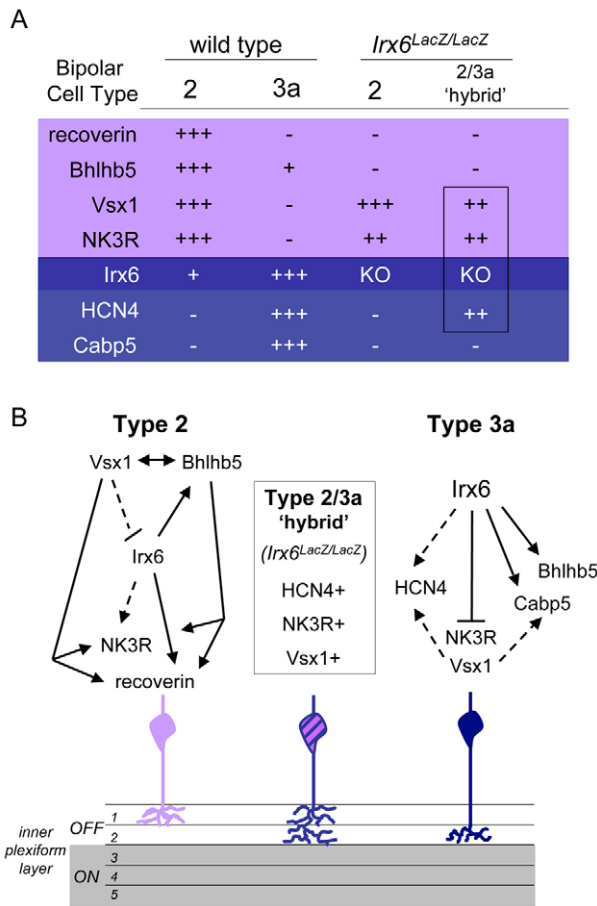 A
wild type Irx6LacZ/LacZ
Bipolar
Cell Type 2 3a 2 2/3a
'hybrid'
recoverin +++ - - -
Bhlhb5 +++ + - -
Vsx1 +++ - +++ ++
NK3R +++ - ++ ++
Irx6 + +++ KO KO
HCN4 - +++ - ++
Cabp5 - +++ - -
B
Type 2 Type 3a
Vsx1 Bhlhb5
Irx6
NK3R
recoverin
Type 2/3a
'hybrid'
(Irx6LacZ/LacZ)
HCN4+
NK3R+
Vsx1+
Irx6
HCN4
Bhlhb5
Cabp5
NK3R
Vsx1
inner
plexiform
layer
OFF
1
2
ON
3
4
5